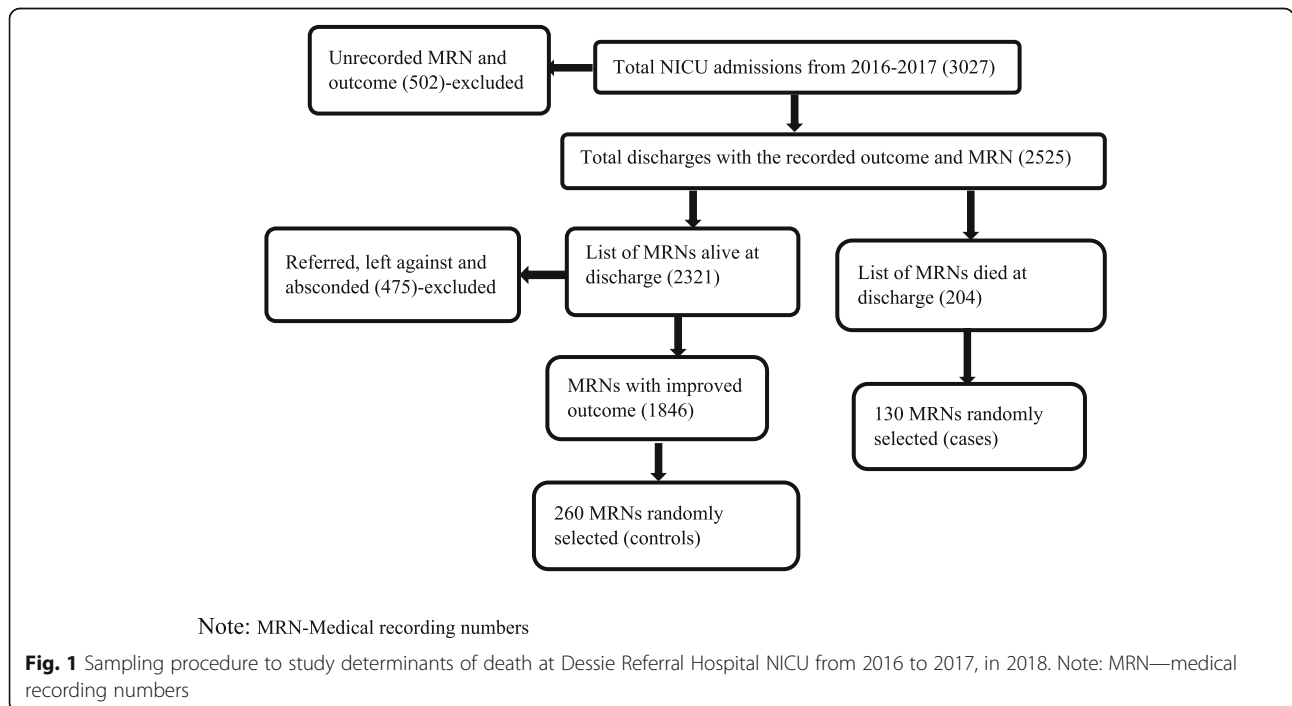 Unrecorded MRN and
outcome (502)-excluded
Total NICU admissions from 2016-2017 (3027)
Total discharges with the recorded outcome and MRN (2525)
Referred, left against and
absconded (475)-excluded
List of MRNs alive at
discharge (2321)
List of MRNs died at
discharge (204)
MRNs with improved
outcome (1846)
130 MRNs randomly
selected (cases)
260 MRNs randomly
selected (controls)
Note: MRN-Medical recording numbers
Fig. 1 Sampling procedure to study determinants of death at Dessie Referral Hospital NICU from 2016 to 2017, in 2018. Note: MRN—medical
recording numbers